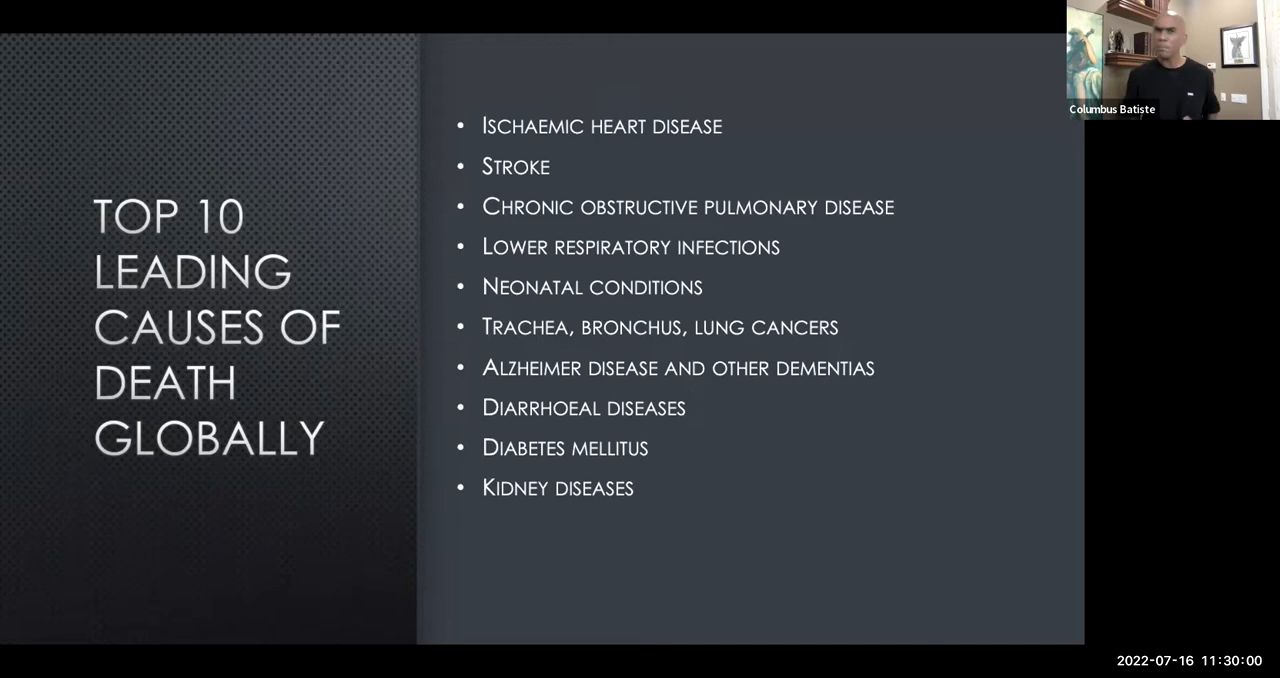 TOP 10
LEADING
CAUSES OF
DEATH
GLOBALLY
• ISCHAEMIC HEART DISEASE
• STROKE
• CHRONIC OBSTRUCTIVE PULMONARY DISEASE
• LOWER RESPIRATORY INFECTIONS
• NEONATAL CONDITIONS
• TRACHEA, BRONCHUS, LUNG CANCERS
• ALZHEIMER DISEASE AND OTHER DEMENTIAS
• DIARRHOEAL DISEASES
• DIABETES MELLITUS
• KIDNEY DISEASES
Columbus Batiste
2022-07-16 11:30:00